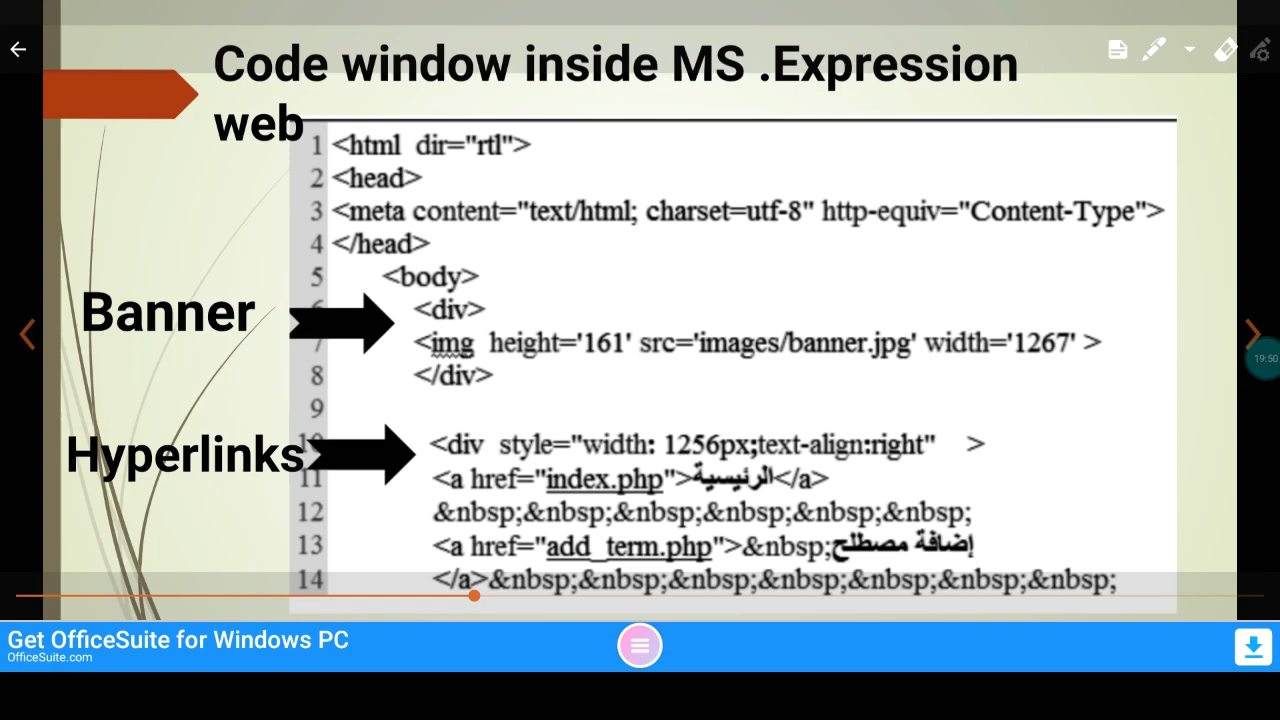 Code window inside MS .Expression
web
1 <html dir="rtl">
2 <head>
3 <meta content="text/html; charset=utf-8" http-equiv="Content-Type">
4 </head>
5 <body>
Banner
<div>
7 <img height='161' src='images/banner.jpg' width='1267' >
8 </div>
9
Hyperlinks
10 <div style="width: 1256px;text-align:right" >
11 <a href="index.php">الرئيسية</a>
12 &nbsp;&nbsp;&nbsp;&nbsp;&nbsp;&nbsp;
13 <a href="add_term.php">&nbsp;إضافة مصطلح
14 </a>&nbsp;&nbsp;&nbsp;&nbsp;&nbsp;&nbsp;&nbsp;
19:50
Get OfficeSuite for Windows PC
OfficeSuite.com